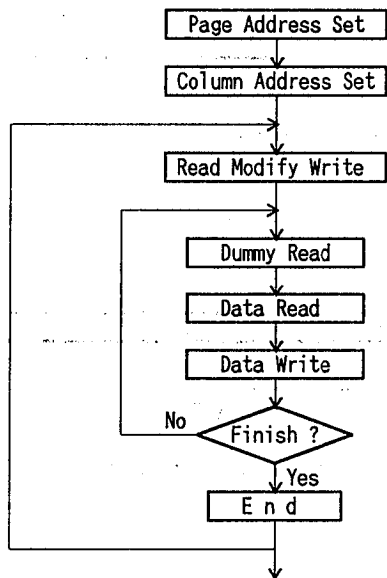 Page Address Set
Column Address Set
Read Modify Write
Dummy Read
Data Read
Data Write
No
Finish ?
Yes
E n d